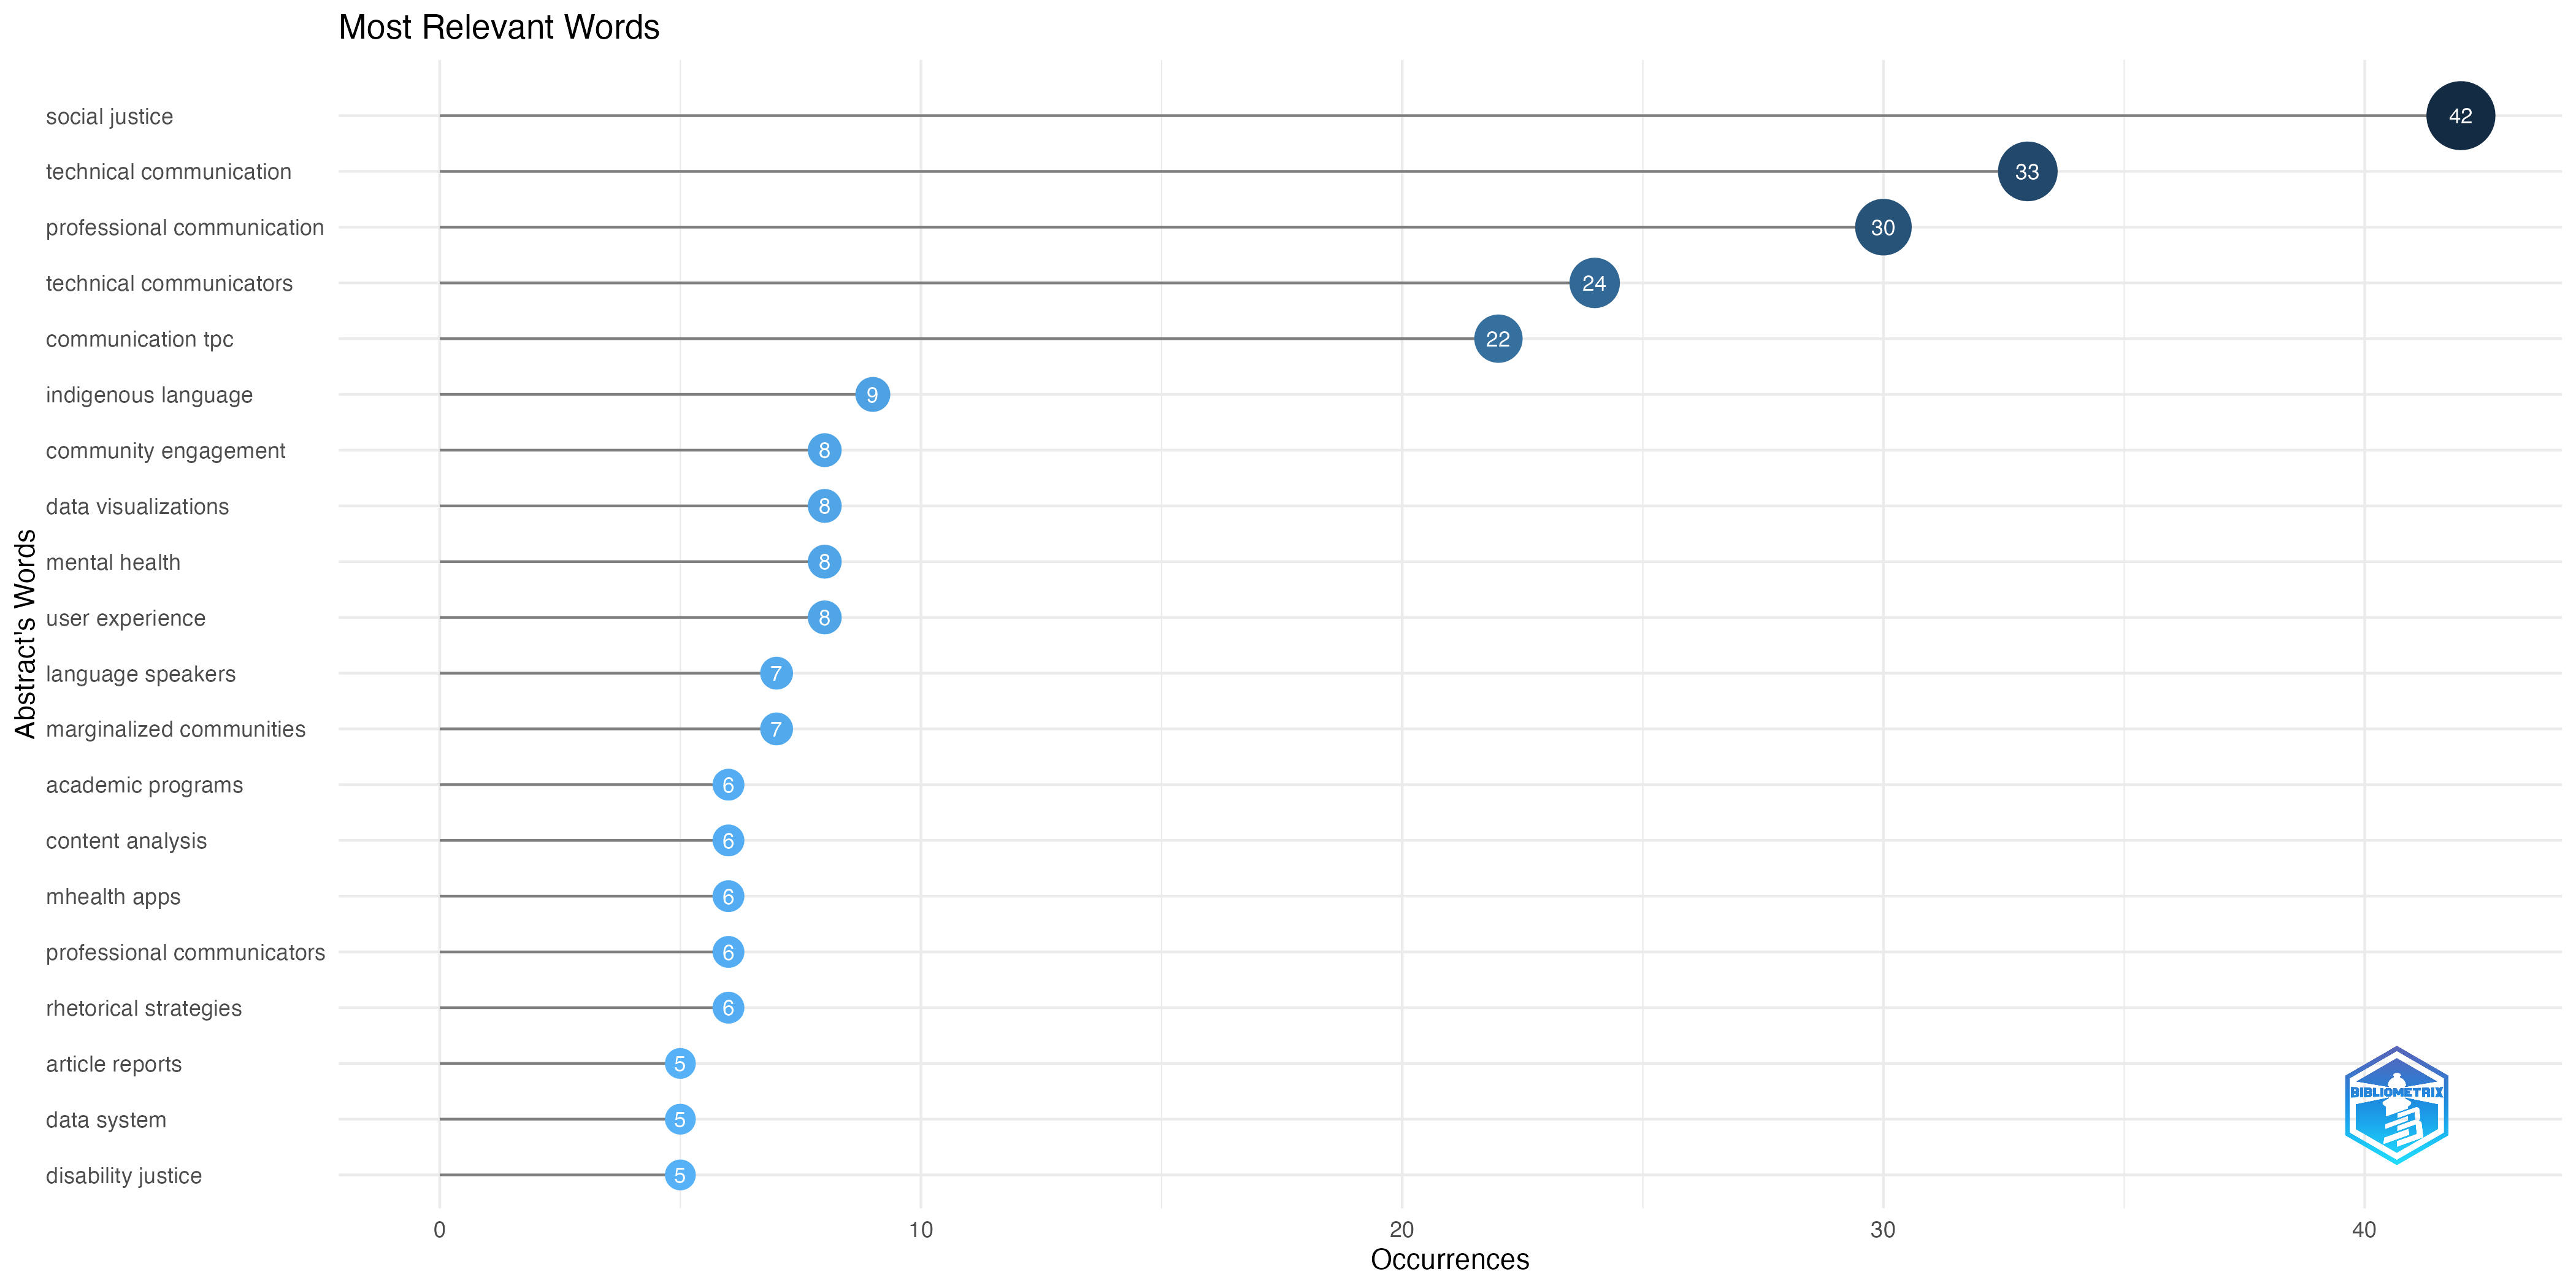 Most Relevant Words
social justice 42
technical communication 33
professional communication 30
technical communicators 24
communication tpc 22
indigenous language 9
community engagement 8
data visualizations 8
mental health 8
user experience 8
language speakers 7
marginalized communities 7
academic programs 6
content analysis 6
mhealth apps 6
professional communicators 6
rhetorical strategies 6
article reports 5
data system 5
disability justice 5
Abstract's Words
BIBLIOMETRIX
0 10 20 30 40
Occurrences